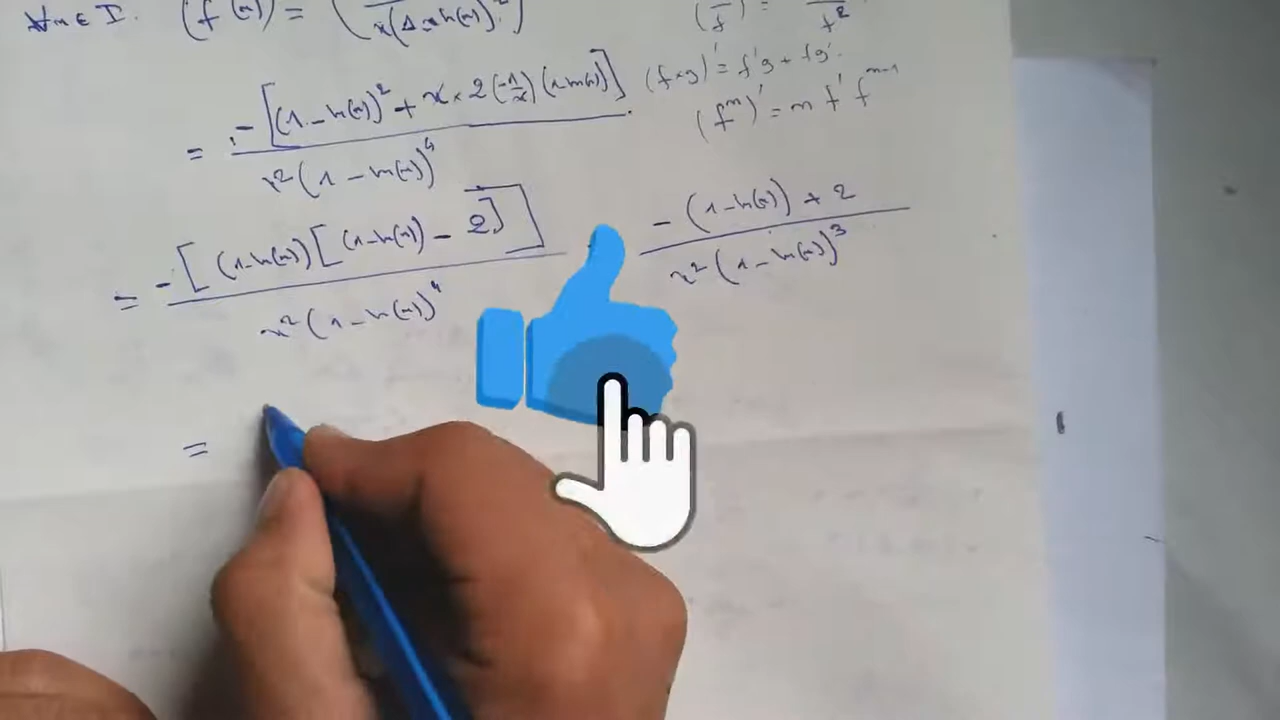 ∀x ∈ I. (f'(x))' = (1/(x(1-ln(x))²))' (1/f)' = /f²
= -[(1-ln(x))² + x × 2(-1/x)(1-ln(x))] / x²(1-ln(x))⁴ (f×g)' = f'g + fg'.
(fⁿ)' = n f' fⁿ⁻¹
= -[(1-ln(x))[(1-ln(x)) - 2]] / x²(1-ln(x))⁴ -(1-ln(x)) + 2 / x²(1-ln(x))³
=